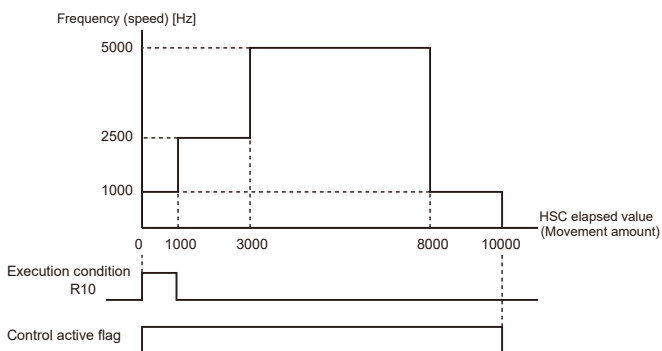 Frequency (speed) [Hz]
5000
2500
1000
HSC elapsed value
(Movement amount)
0 1000 3000 8000 10000
Execution condition
R10
Control active flag